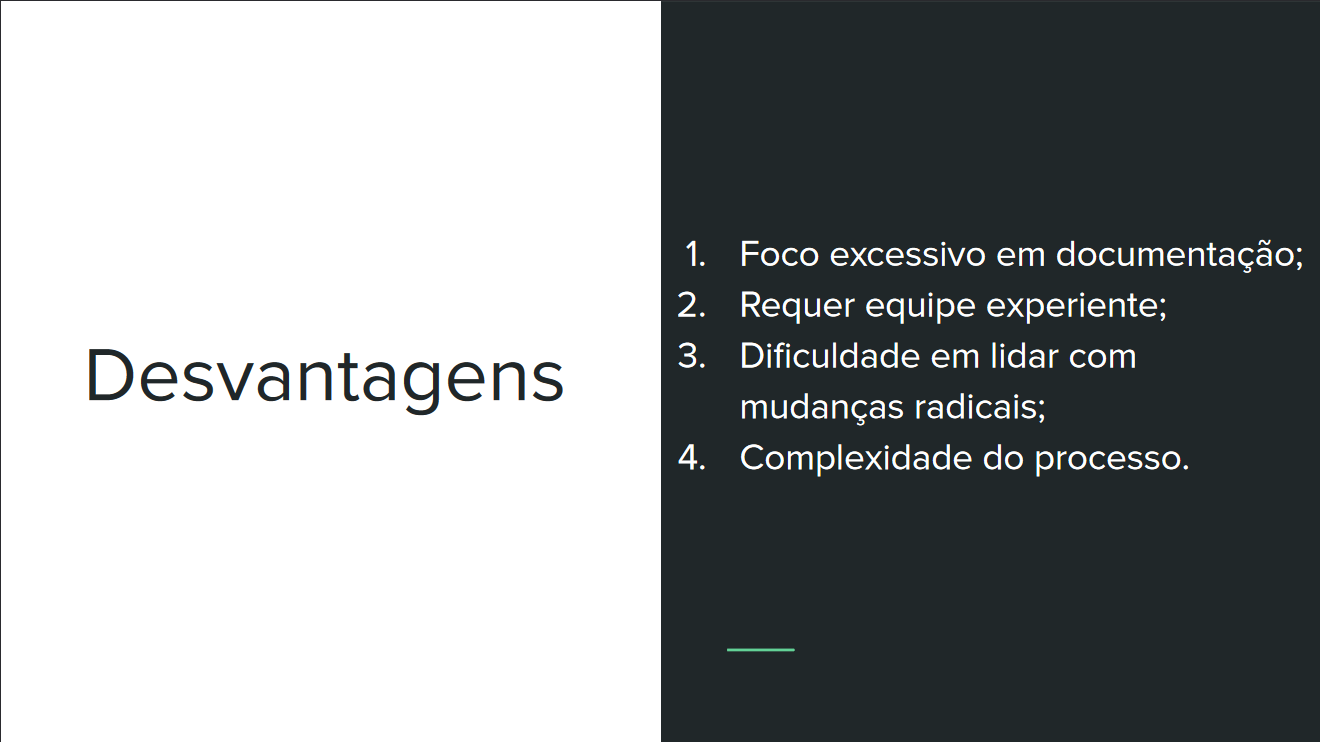 Desvantagens
1. Foco excessivo em documentação;
2. Requer equipe experiente;
3. Dificuldade em lidar com
mudanças radicais;
4. Complexidade do processo.